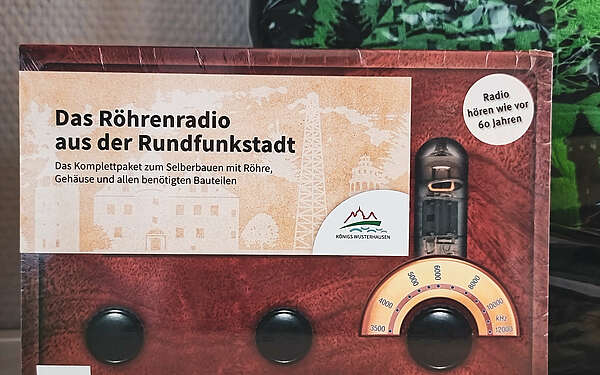 Das Röhrenradio
aus der Rundfunkstadt
Das Komplettpaket zum Selberbauen mit Röhre,
Gehäuse und allen benötigten Bauteilen
KÖNIGS WUSTERHAUSEN
Radio
hören wie vor
60 Jahren
3500 4000 5000 6000 8000 10000 12000
kHz